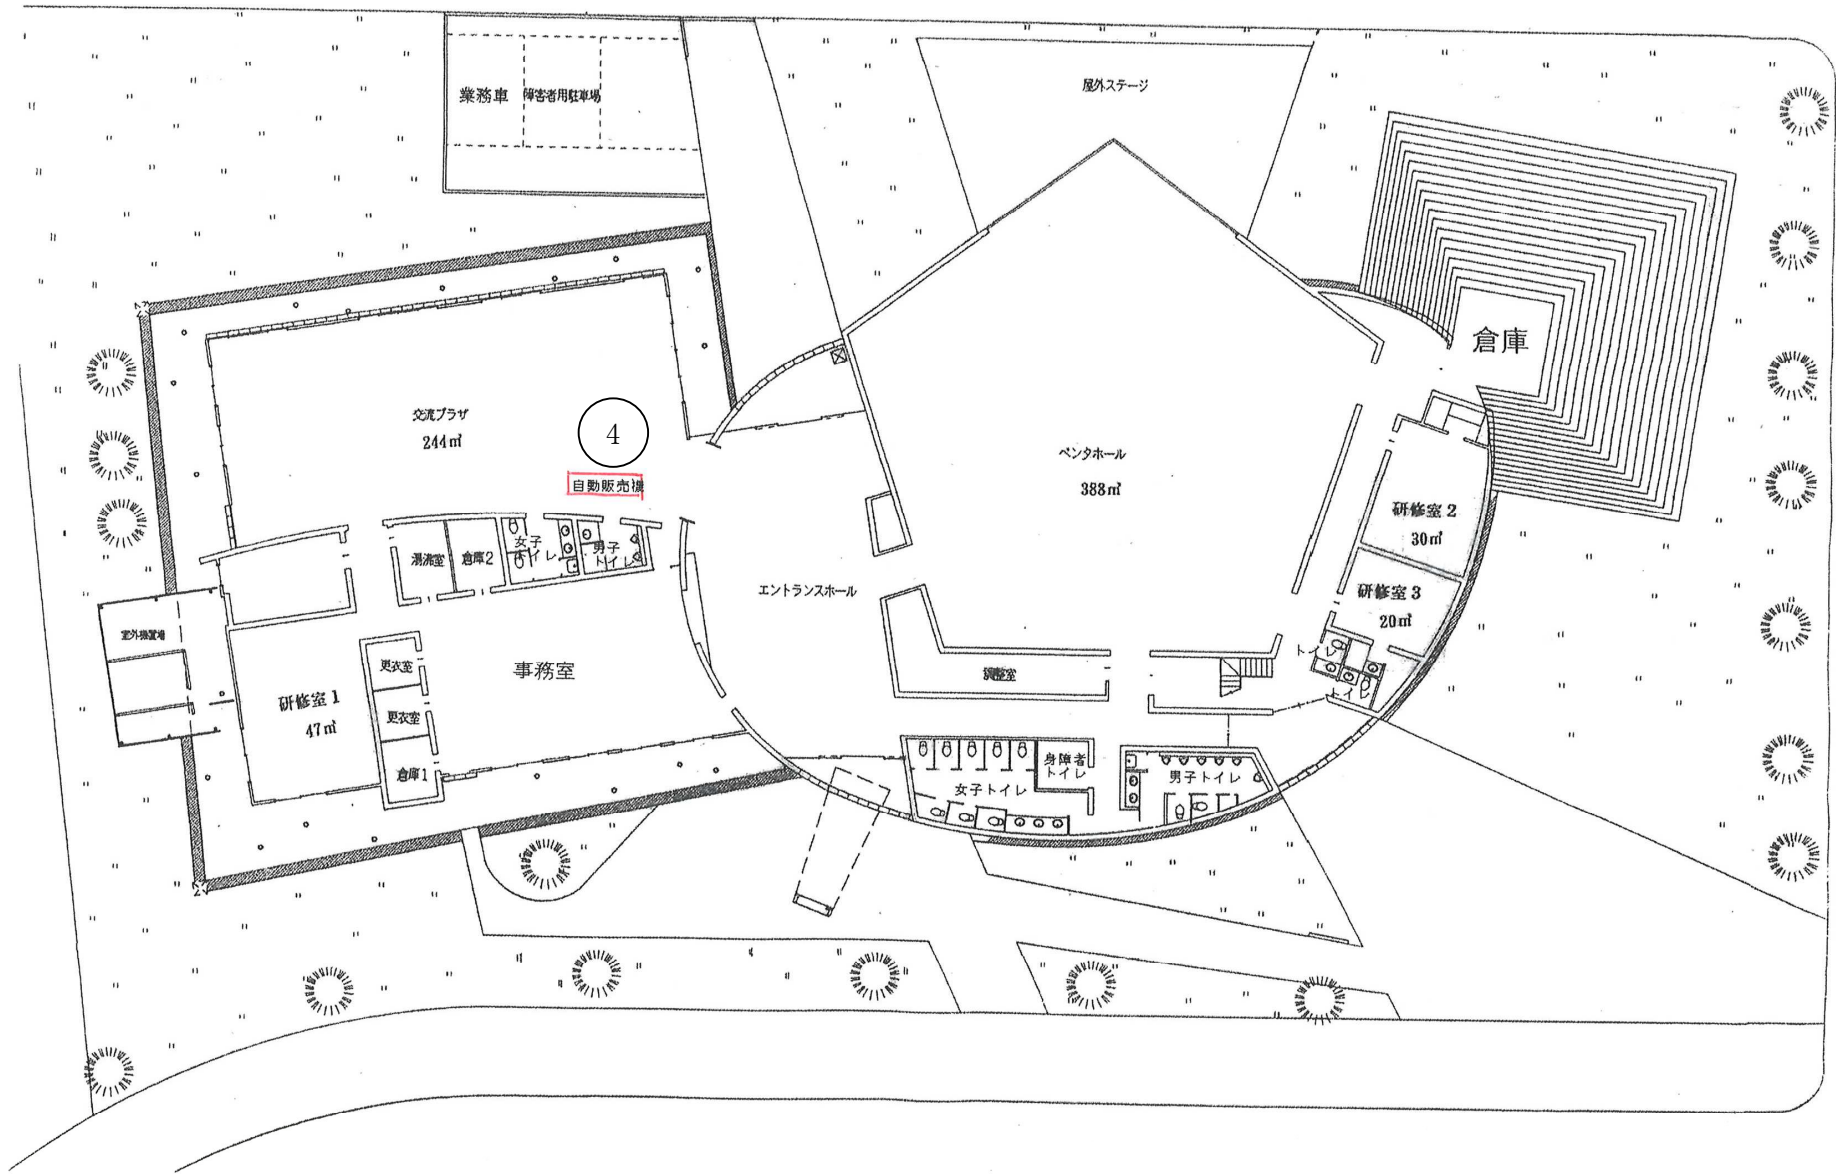 業務車
障害者用駐車場
屋外ステージ
倉庫
交流プラザ
244㎡
4
自動販売機
ペンタホール
388㎡
研修室2
30㎡
湯沸室
倉庫2
女子
トイレ
男子
トイレ
エントランスホール
研修室3
20㎡
室外機置場
更衣室
事務室
調整室
トイレ
トイレ
研修室1
47㎡
更衣室
倉庫1
身障者
トイレ
女子トイレ
男子トイレ